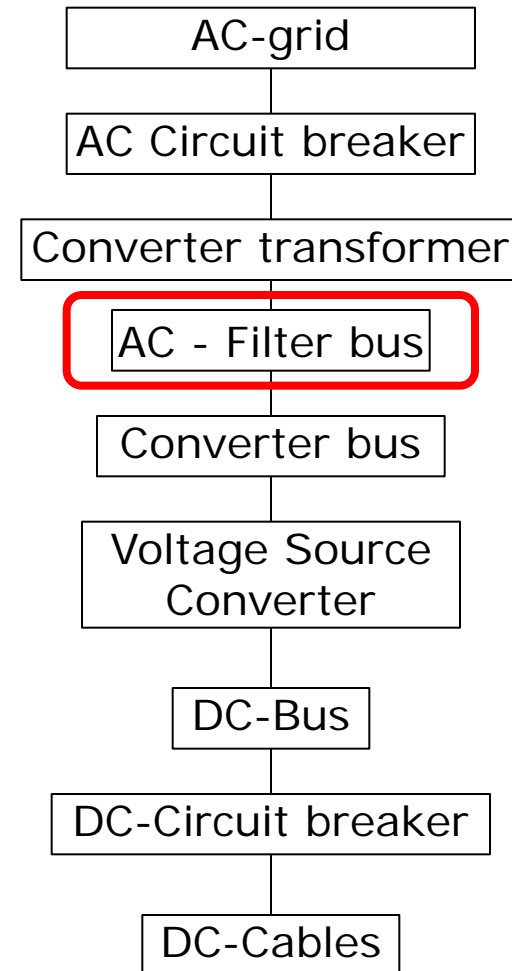 AC-grid
AC Circuit breaker
Converter transformer
AC - Filter bus
Converter bus
Voltage Source
Converter
DC-Bus
DC-Circuit breaker
DC-Cables